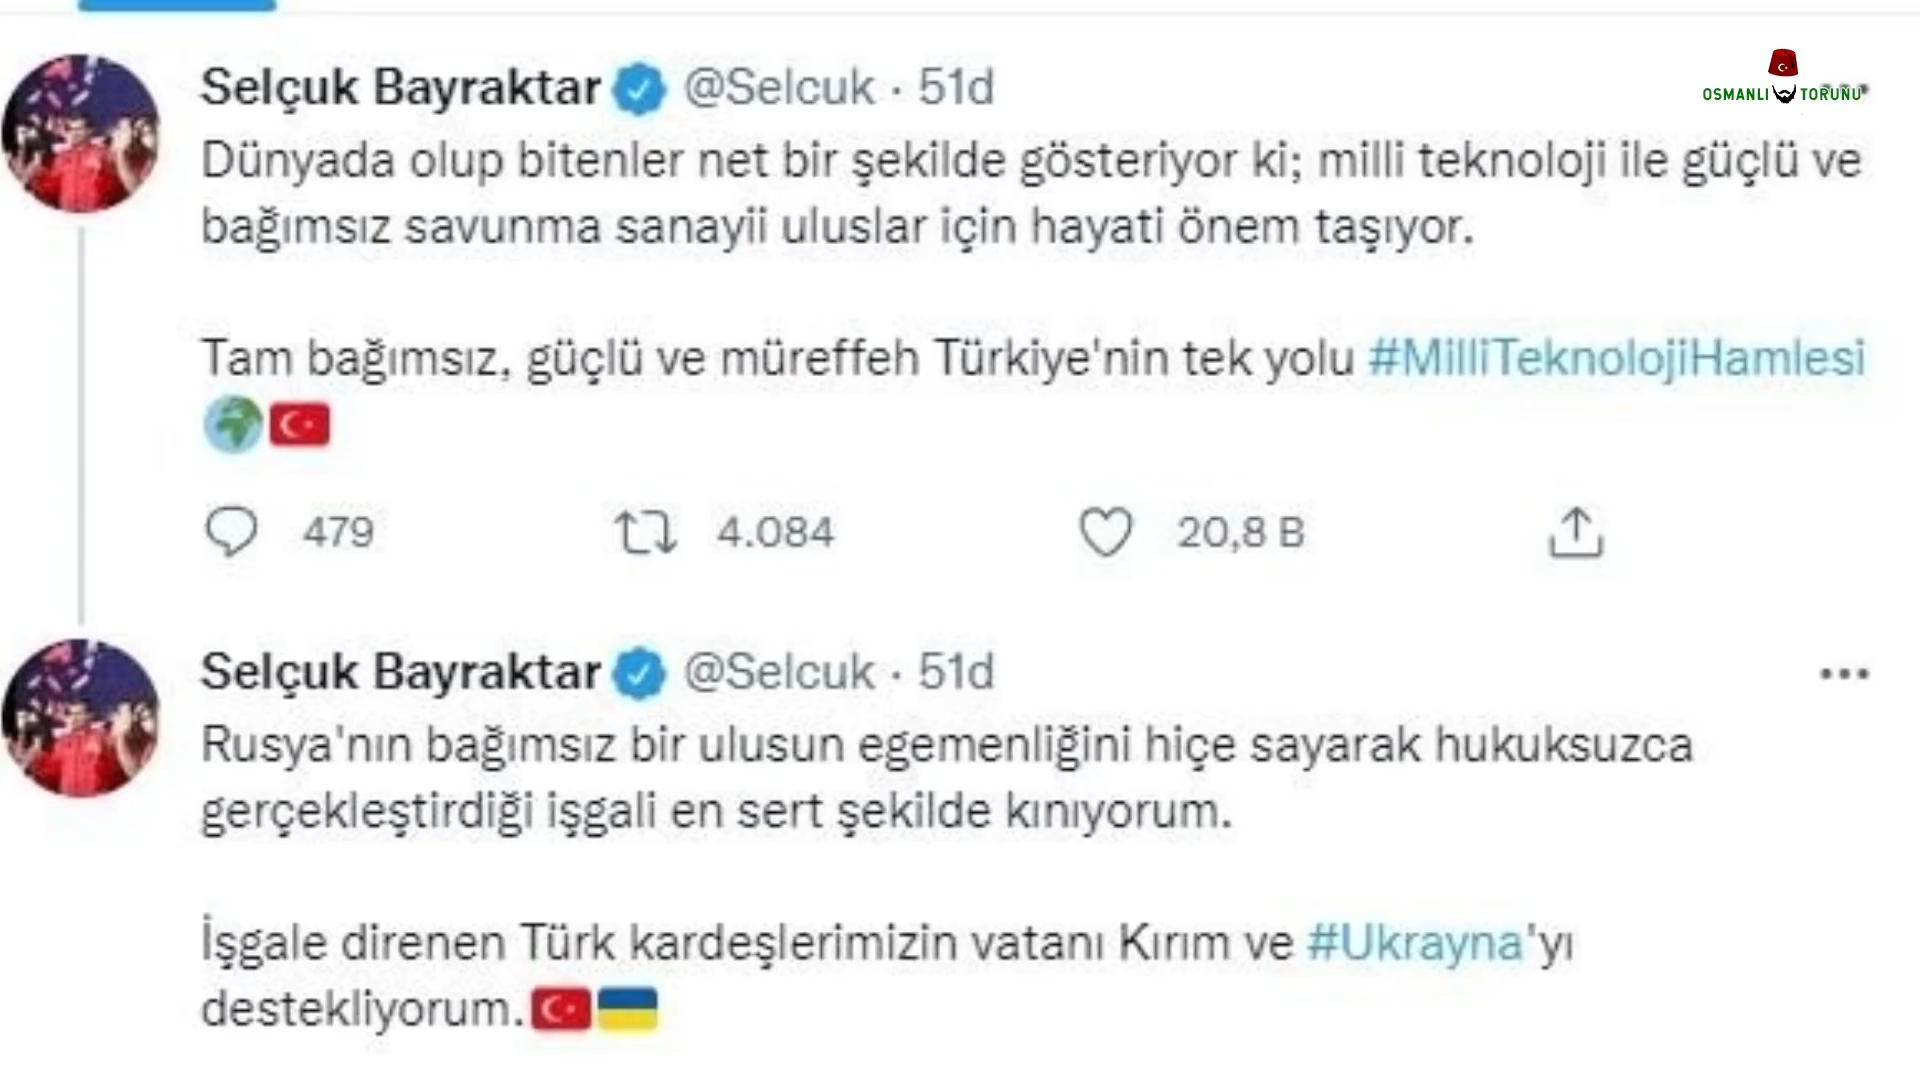 Selçuk Bayraktar @Selcuk · 51d
OSMANLI TORUNU
Dünyada olup bitenler net bir şekilde gösteriyor ki; milli teknoloji ile güçlü ve
bağımsız savunma sanayii uluslar için hayati önem taşıyor.
Tam bağımsız, güçlü ve müreffeh Türkiye'nin tek yolu #MilliTeknolojiHamlesi
479 4.084 20,8 B
Selçuk Bayraktar @Selcuk · 51d
Rusya'nın bağımsız bir ulusun egemenliğini hiçe sayarak hukuksuzca
gerçekleştirdiği işgali en sert şekilde kınıyorum.
İşgale direnen Türk kardeşlerimizin vatanı Kırım ve #Ukrayna'yı
destekliyorum.